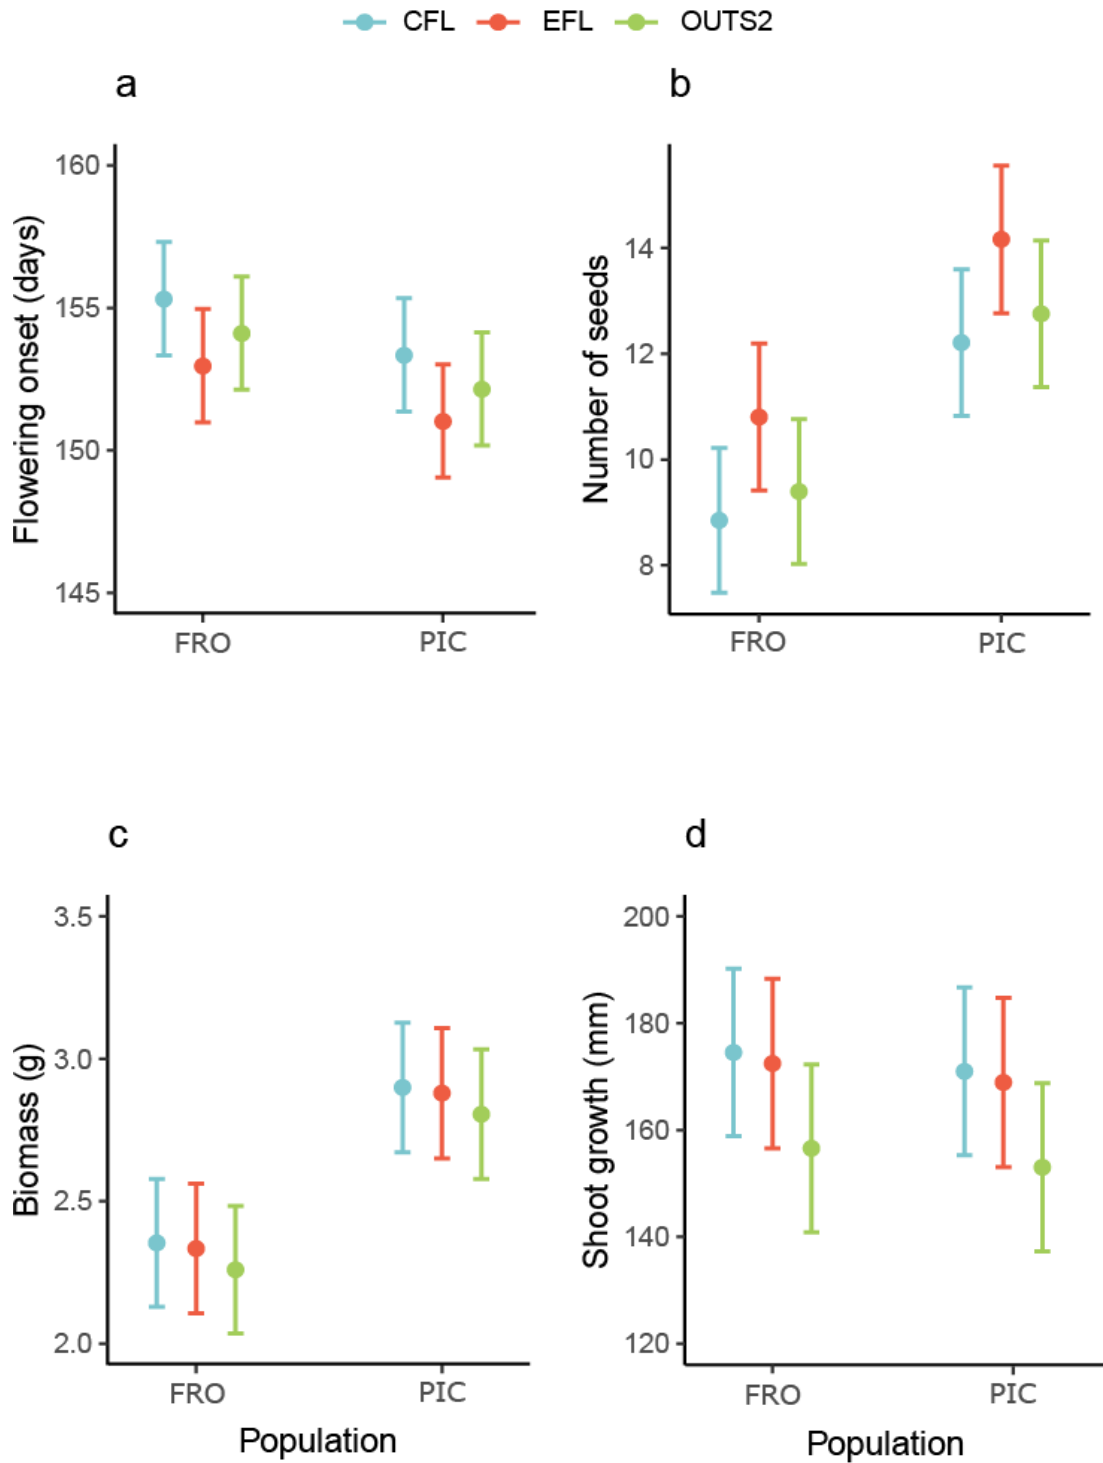 CFL EFL OUTS2
a
Flowering onset (days)
160
155
150
145
FRO PIC
b
Number of seeds
14
12
10
8
FRO PIC
c
Biomass (g)
3.5
3.0
2.5
2.0
FRO PIC
Population
d
Shoot growth (mm)
200
180
160
140
120
FRO PIC
Population